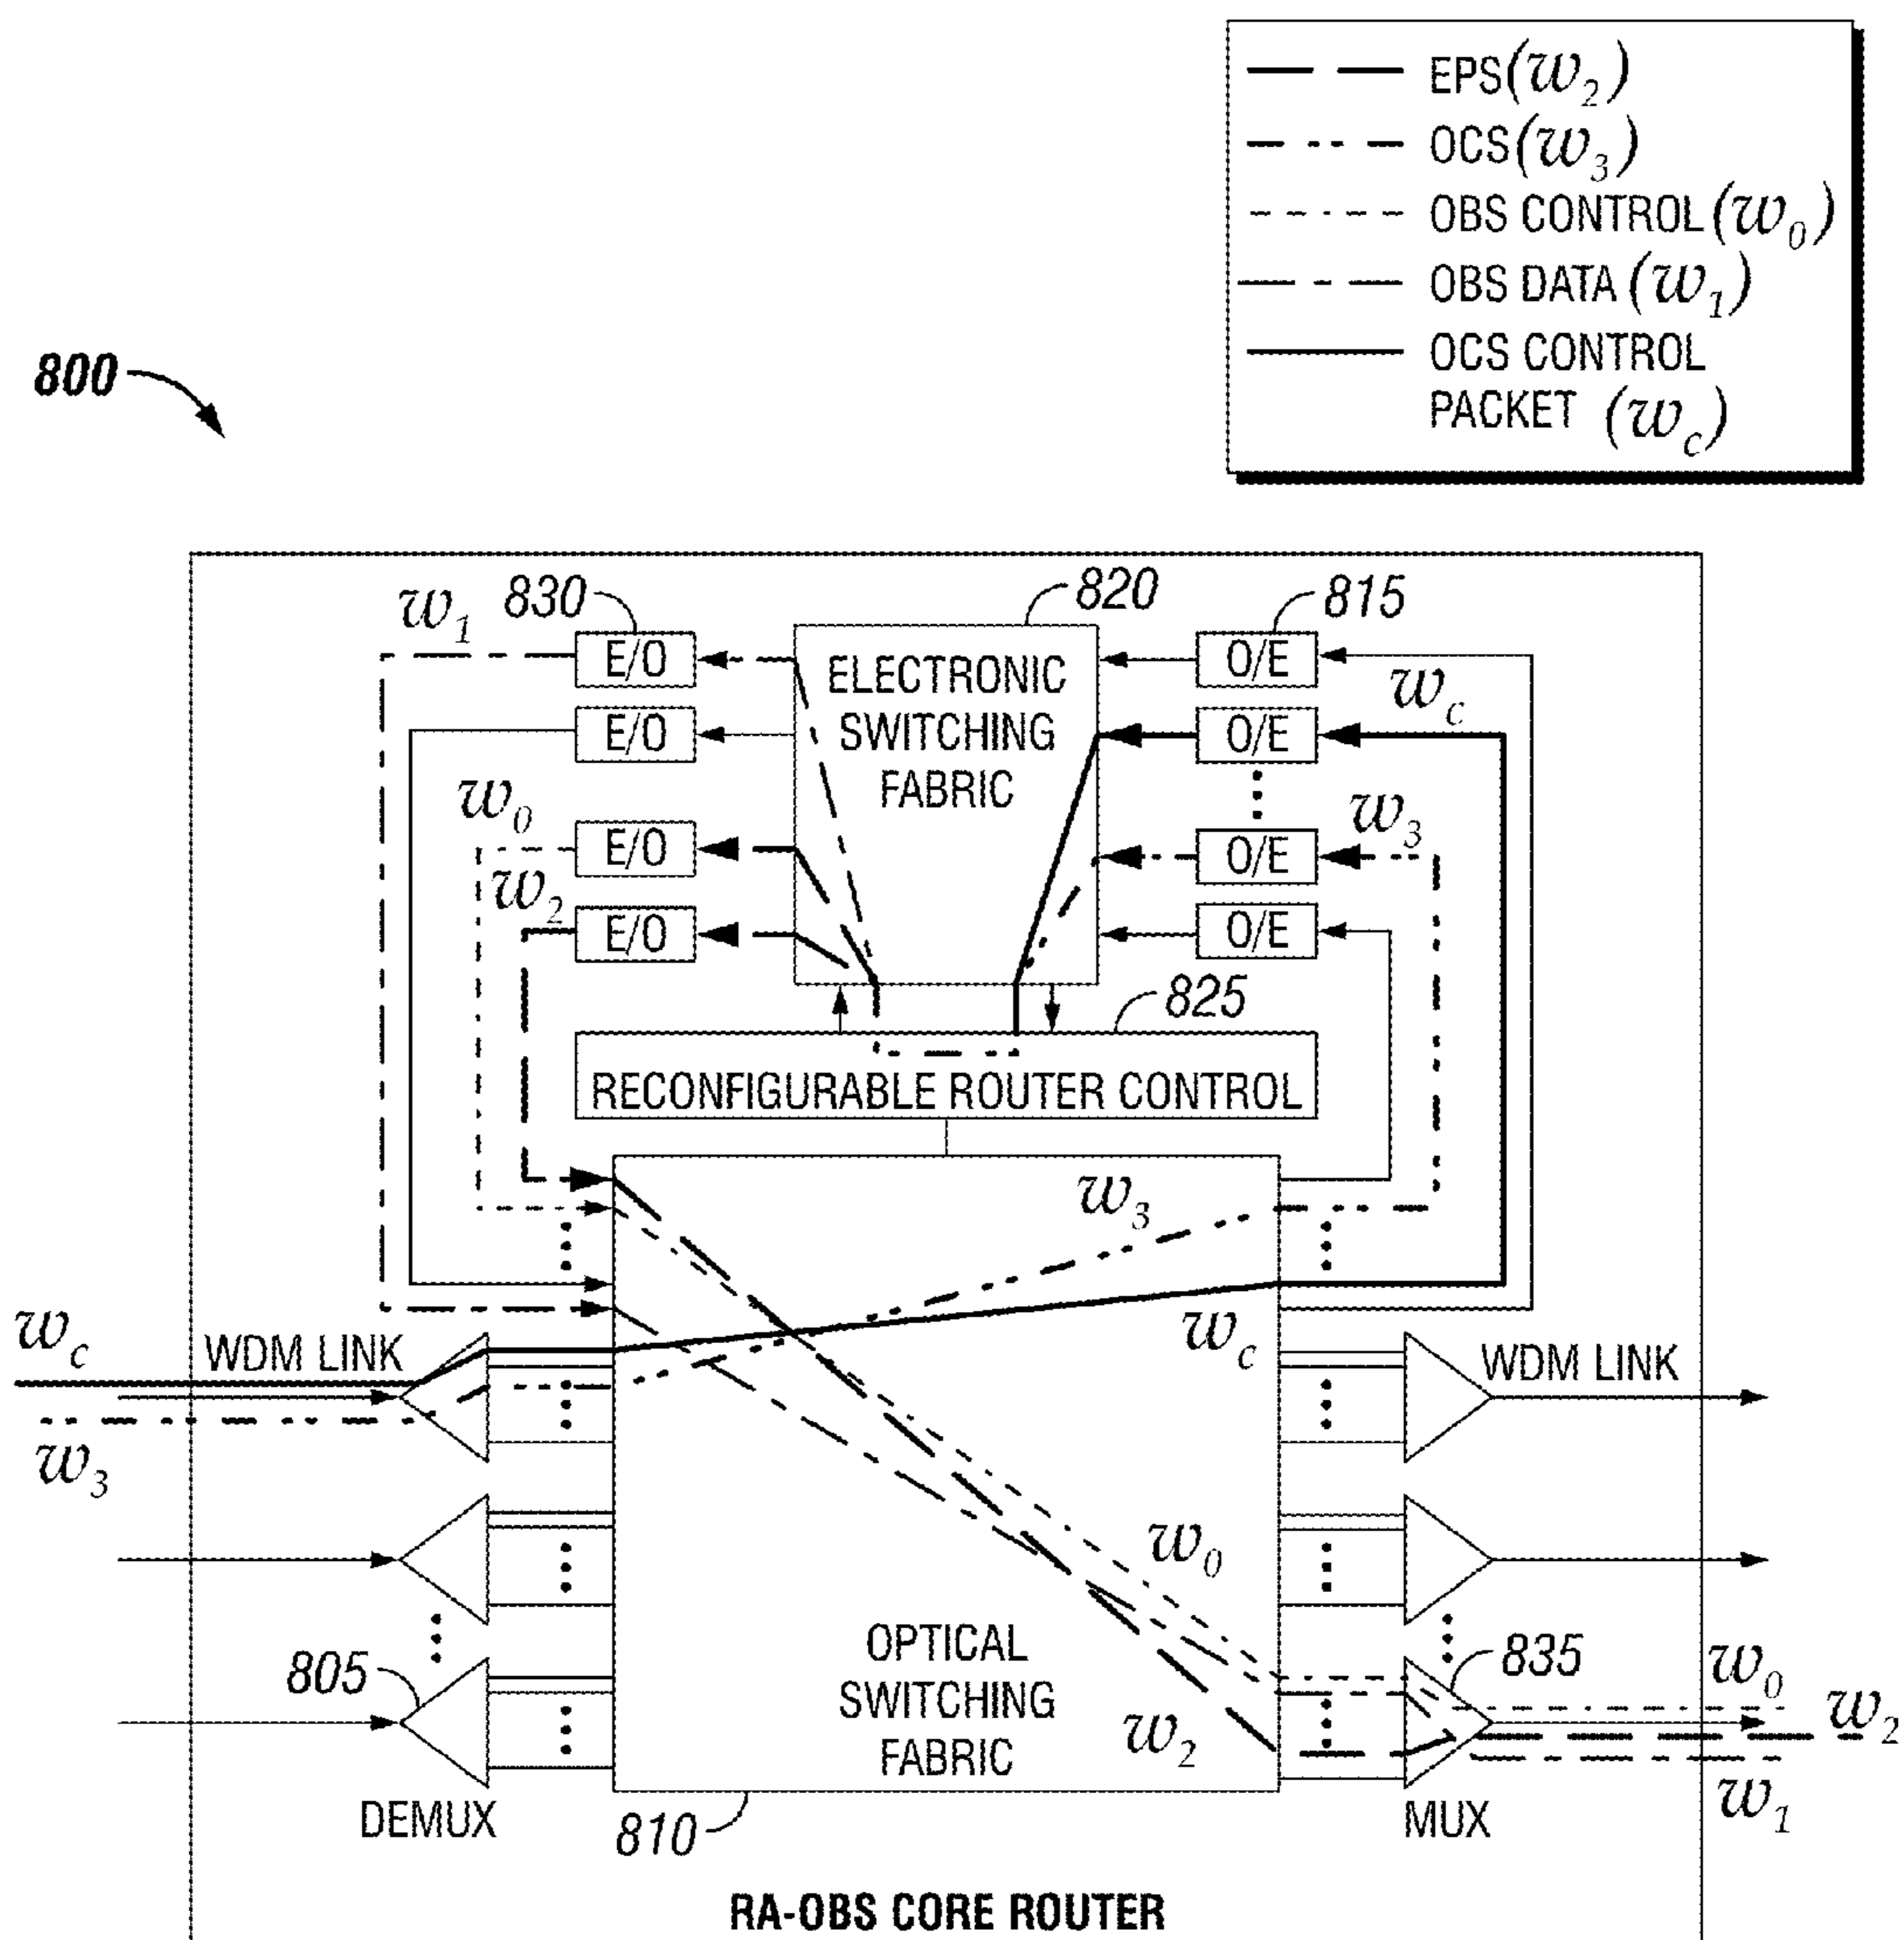 EPS(w2)
OCS(w3)
OBS CONTROL(w0)
OBS DATA(w1)
OCS CONTROL
PACKET (wc)
800
w1
830
820
815
E/O
ELECTRONIC
SWITCHING
FABRIC
O/E
wc
E/O
O/E
w0
w3
E/O
O/E
w2
E/O
O/E
825
RECONFIGURABLE ROUTER CONTROL
w3
wc
WDM LINK
wc
WDM LINK
w3
w0
805
OPTICAL
SWITCHING
FABRIC
835
w0
w2
w2
w1
DEMUX
810
MUX
RA-OBS CORE ROUTER